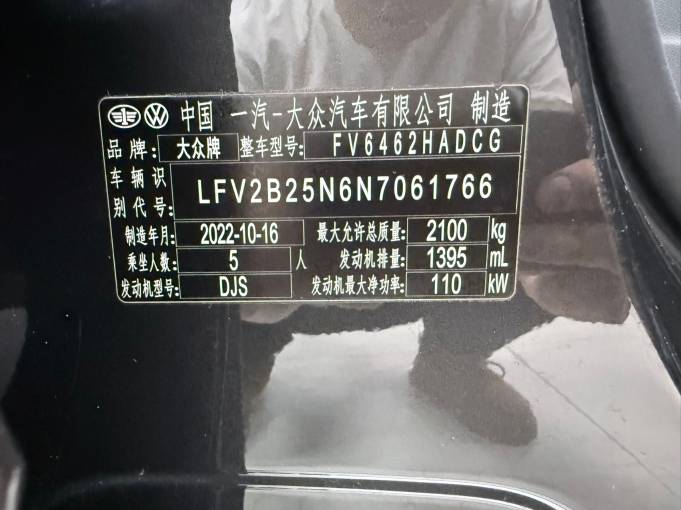 中国 一汽-大众汽车有限公司 制造
品牌: 大众牌 整车型号: FV6462HADCG
车辆识别代号: LFV2B25N6N7061766
制造年月: 2022-10-16 最大允许总质量: 2100 kg
乘坐人数: 5 人 发动机排量: 1395 mL
发动机型号: DJS 发动机最大净功率: 110 kW